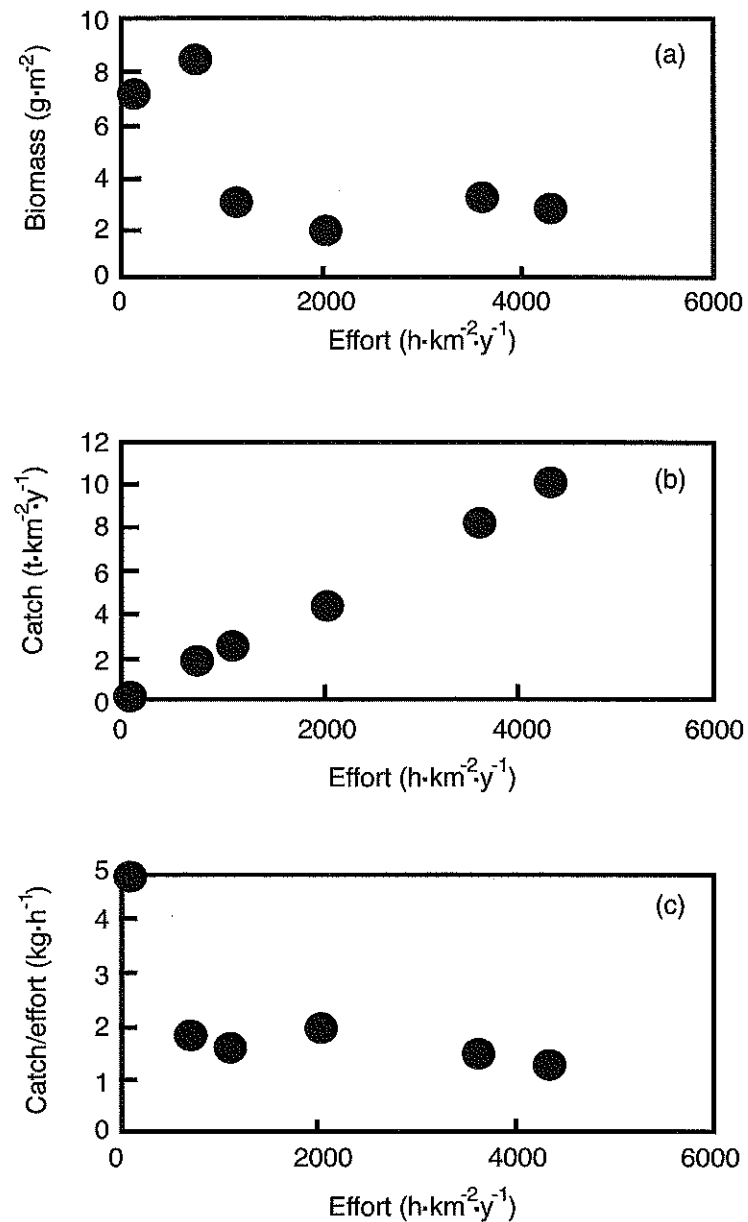 10
8
6
4
2
0
Biomass (g·m⁻²)
(a)
0 2000 4000 6000
Effort (h·km⁻²·y⁻¹)
12
10
8
6
4
2
0
Catch (t·km⁻²·y⁻¹)
(b)
0 2000 4000 6000
Effort (h·km⁻²·y⁻¹)
5
4
3
2
1
0
Catch/effort (kg·h⁻¹)
(c)
0 2000 4000 6000
Effort (h·km⁻²·y⁻¹)